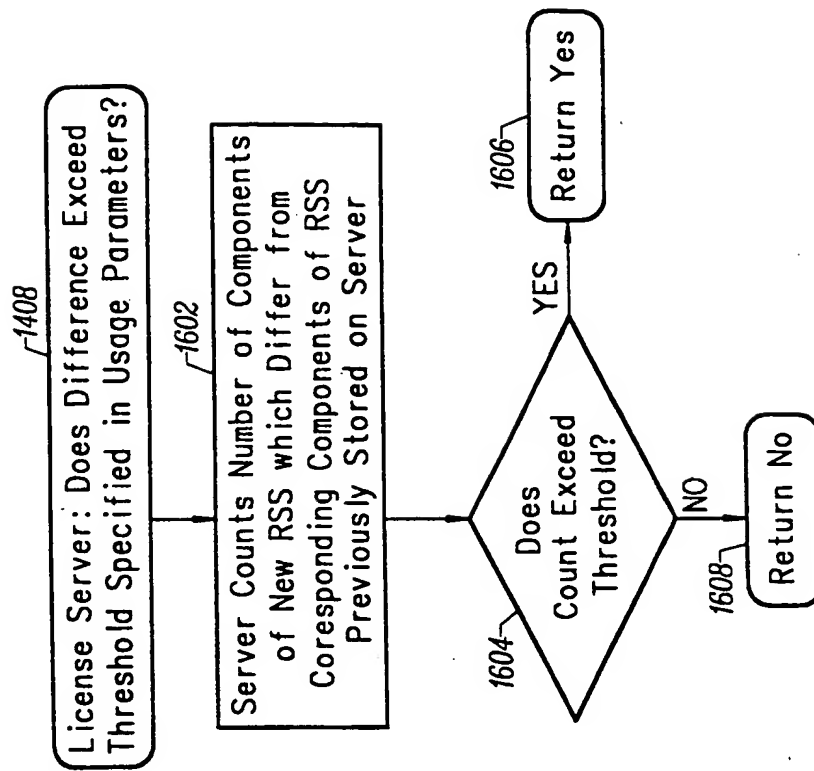 1408
License Server: Does Difference Exceed
Threshold Specified in Usage Parameters?
1602
Server Counts Number of Components
of New RSS which Differ from
Coresponding Components of RSS
Previously Stored on Server
1604
Does
Count Exceed
Threshold?
YES
1606
Return Yes
NO
1608
Return No